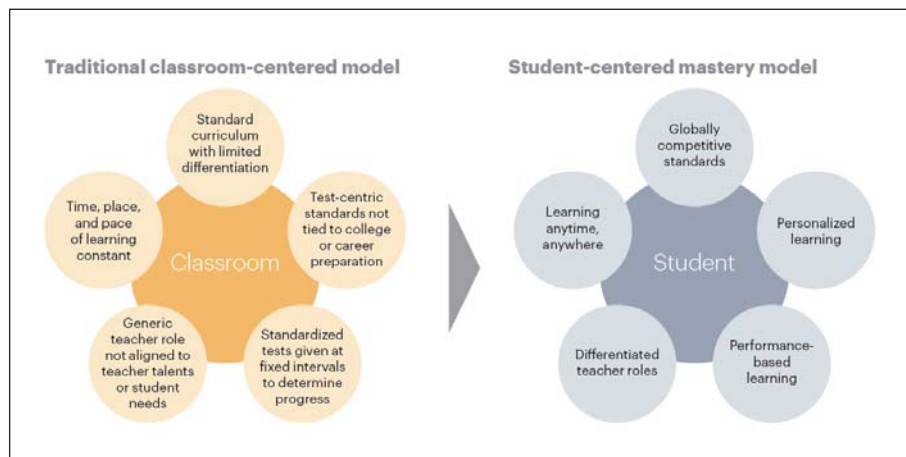 Traditional classroom-centered model
Standard
curriculum
with limited
differentiation
Time, place,
and pace
of learning
constant
Test-centric
standards not
tied to college
or career
preparation
Classroom
Generic
teacher role
not aligned to
teacher talents
or student
needs
Standardized
tests given at
fixed intervals
to determine
progress
Student-centered mastery model
Globally
competitive
standards
Learning
anytime,
anywhere
Personalized
learning
Student
Differentiated
teacher roles
Performance-
based
learning